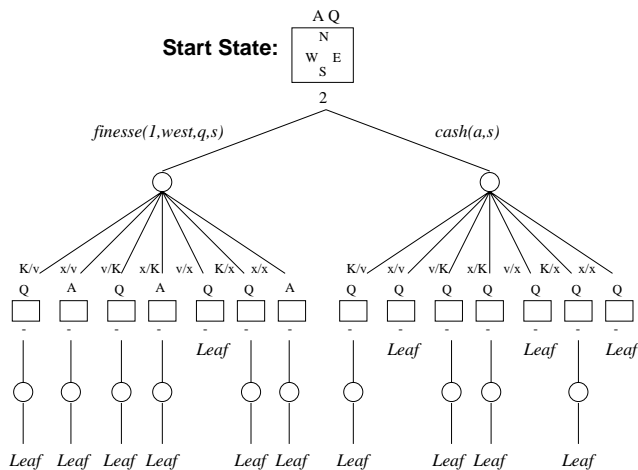 A Q
Start State:
N
W E
S
2
finesse(1,west,q,s) cash(a,s)
K/v x/v v/K x/K v/x K/x x/x K/v x/v v/K x/K v/x K/x x/x
Q A Q A Q Q A Q Q Q Q Q Q Q
- - - - - - - - - - - - - -
Leaf Leaf Leaf Leaf
Leaf Leaf Leaf Leaf Leaf Leaf Leaf Leaf Leaf Leaf